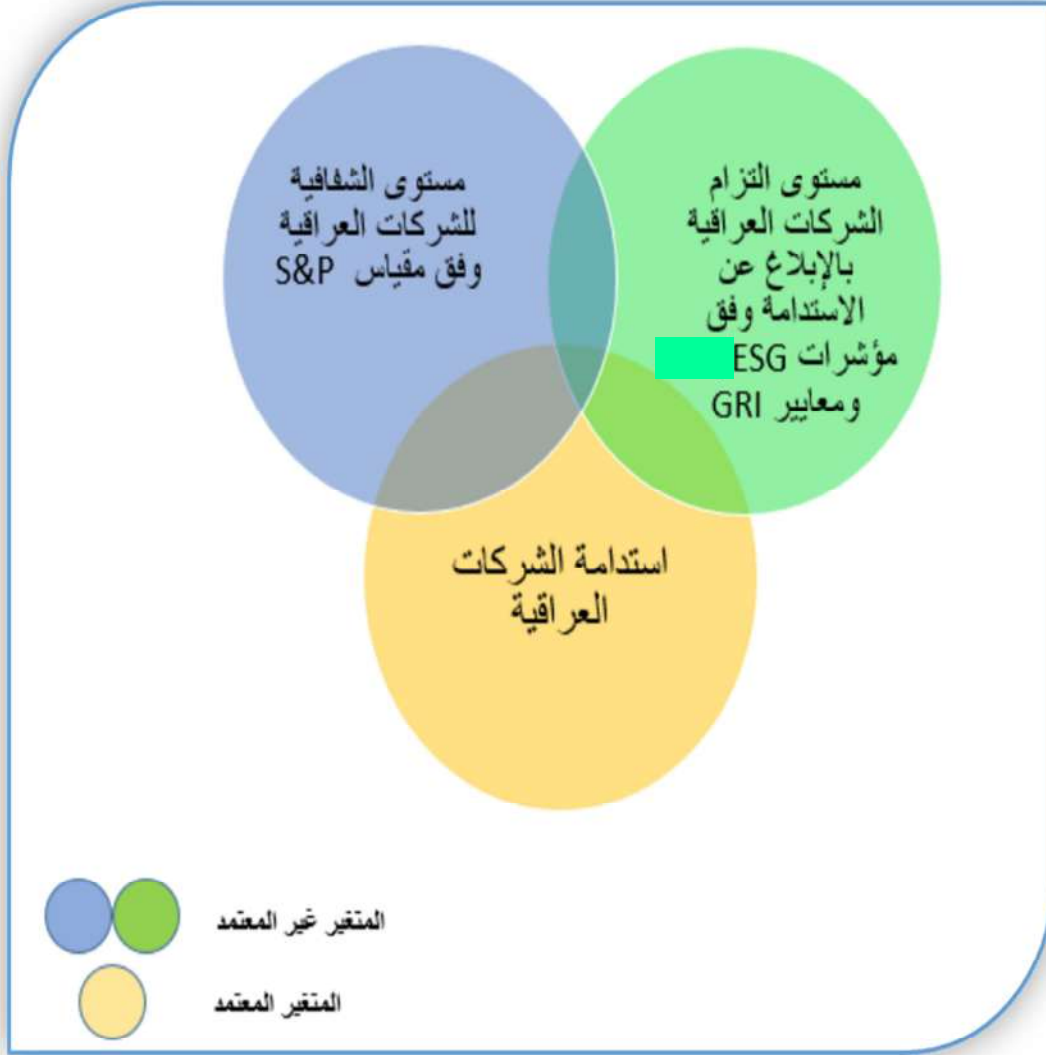 مستوى التزام
الشركات العراقية
بالإبلاغ عن
الاستدامة وفق
مؤشرات ESG
ومعايير GRI
مستوى الشفافية
للشركات العراقية
وفق مقياس S&P
استدامة الشركات
العراقية
المتغير غير المعتمد
المتغير المعتمد